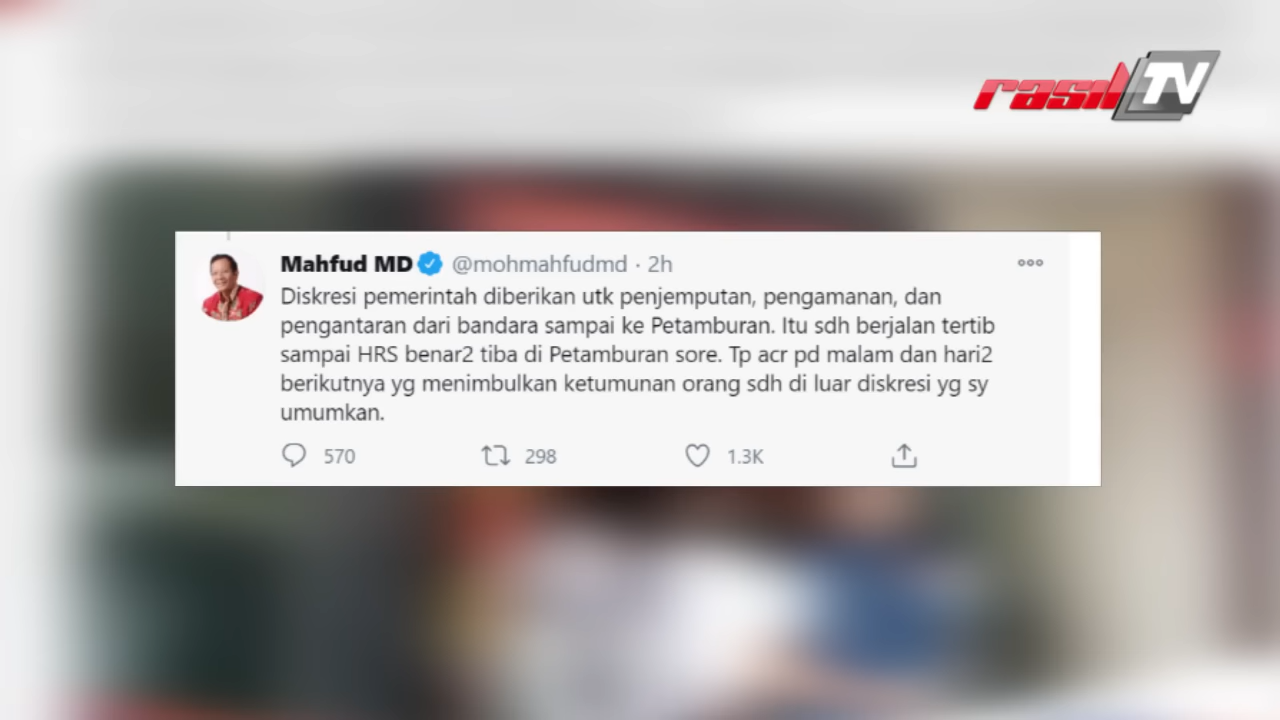 rasil TV
Mahfud MD @mohmahfudmd · 2h
Diskresi pemerintah diberikan utk penjemputan, pengamanan, dan
pengantaran dari bandara sampai ke Petamburan. Itu sdh berjalan tertib
sampai HRS benar2 tiba di Petamburan sore. Tp acr pd malam dan hari2
berikutnya yg menimbulkan ketumunan orang sdh di luar diskresi yg sy
umumkan.
570 298 1.3K